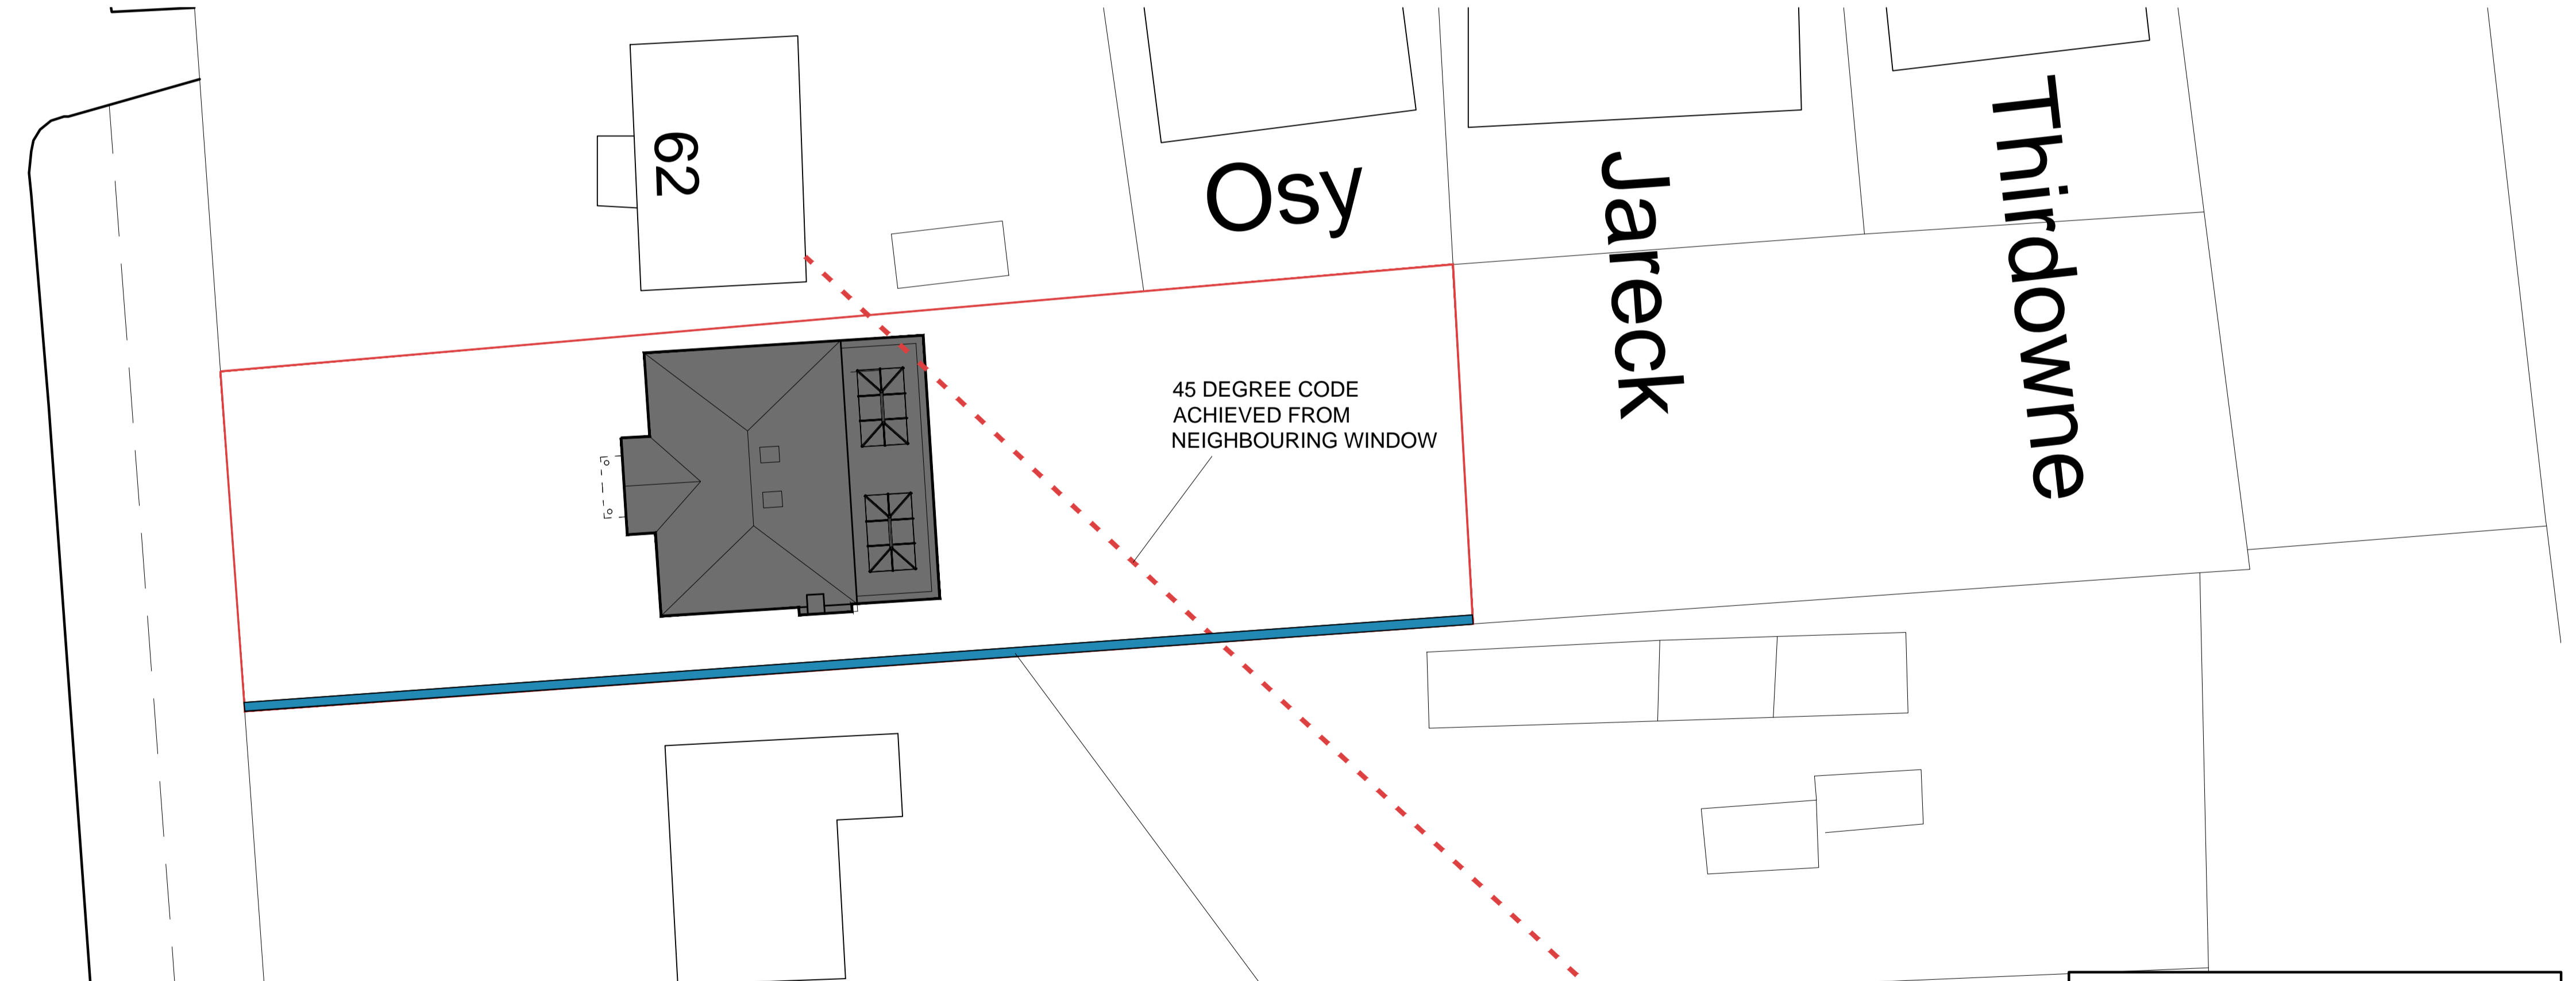 62
Osy
Jareck
Thirdowne
45 DEGREE CODE
ACHIEVED FROM
NEIGHBOURING WINDOW